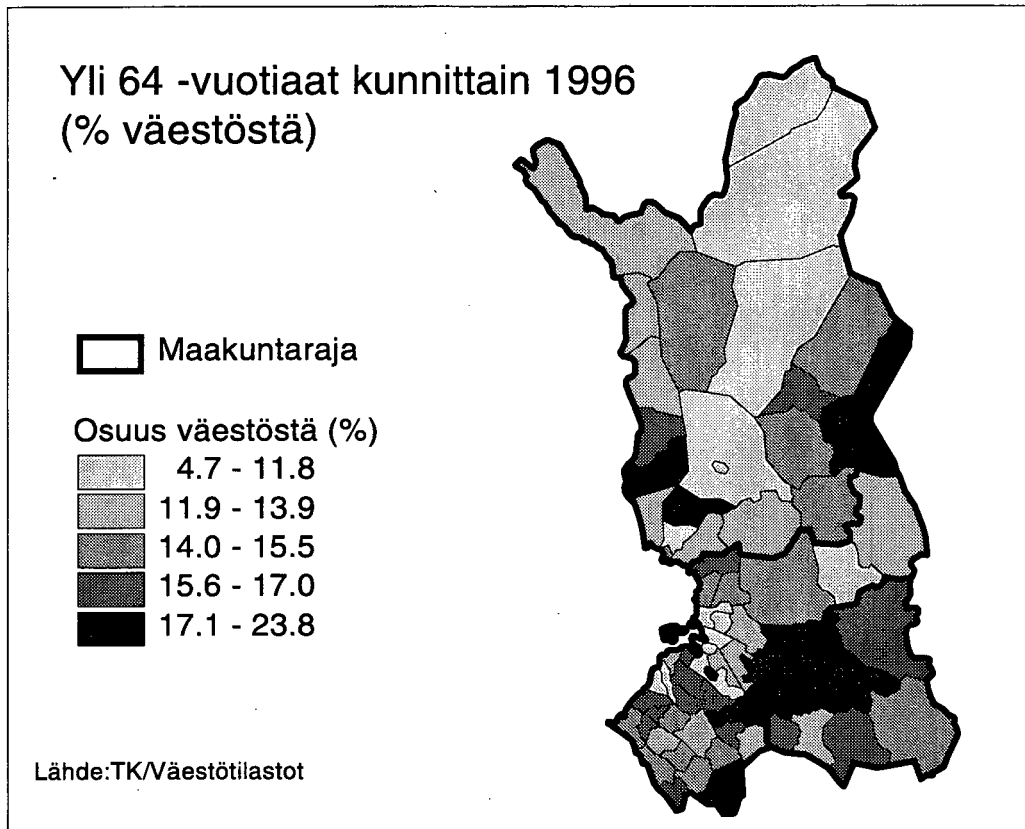 Yli 64 -vuotiaat kunnittain 1996
(% väestöstä)
Maakuntaraja
Osuus väestöstä (%)
4.7 - 11.8
11.9 - 13.9
14.0 - 15.5
15.6 - 17.0
17.1 - 23.8
Lähde:TK/Väestötilastot